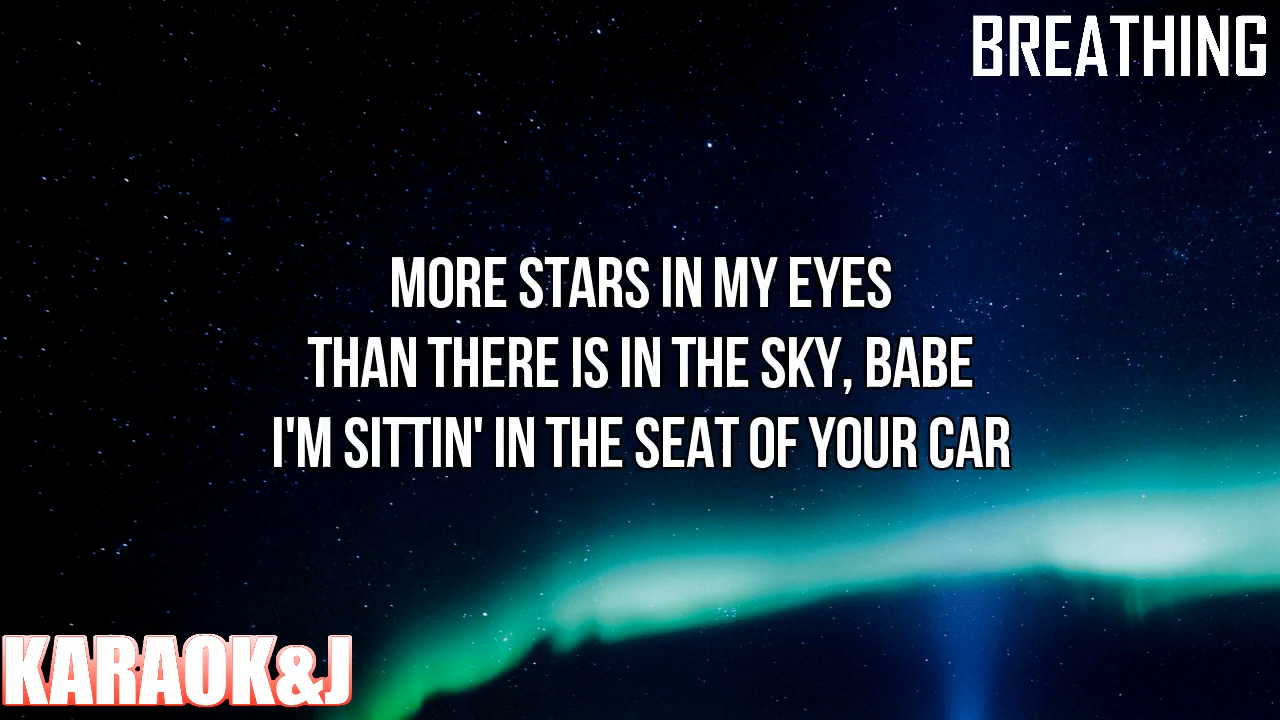 BREATHING
MORE STARS IN MY EYES
THAN THERE IS IN THE SKY, BABE
I'M SITTIN' IN THE SEAT OF YOUR CAR
KARAOK&J